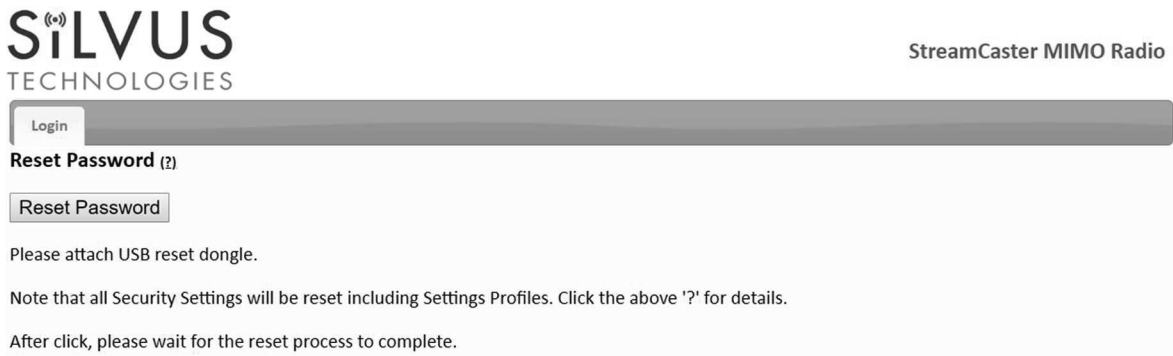 SiLVUS
TECHNOLOGIES
StreamCaster MIMO Radio
Login
Reset Password (?)
Reset Password
Please attach USB reset dongle.
Note that all Security Settings will be reset including Settings Profiles. Click the above '?' for details.
After click, please wait for the reset process to complete.